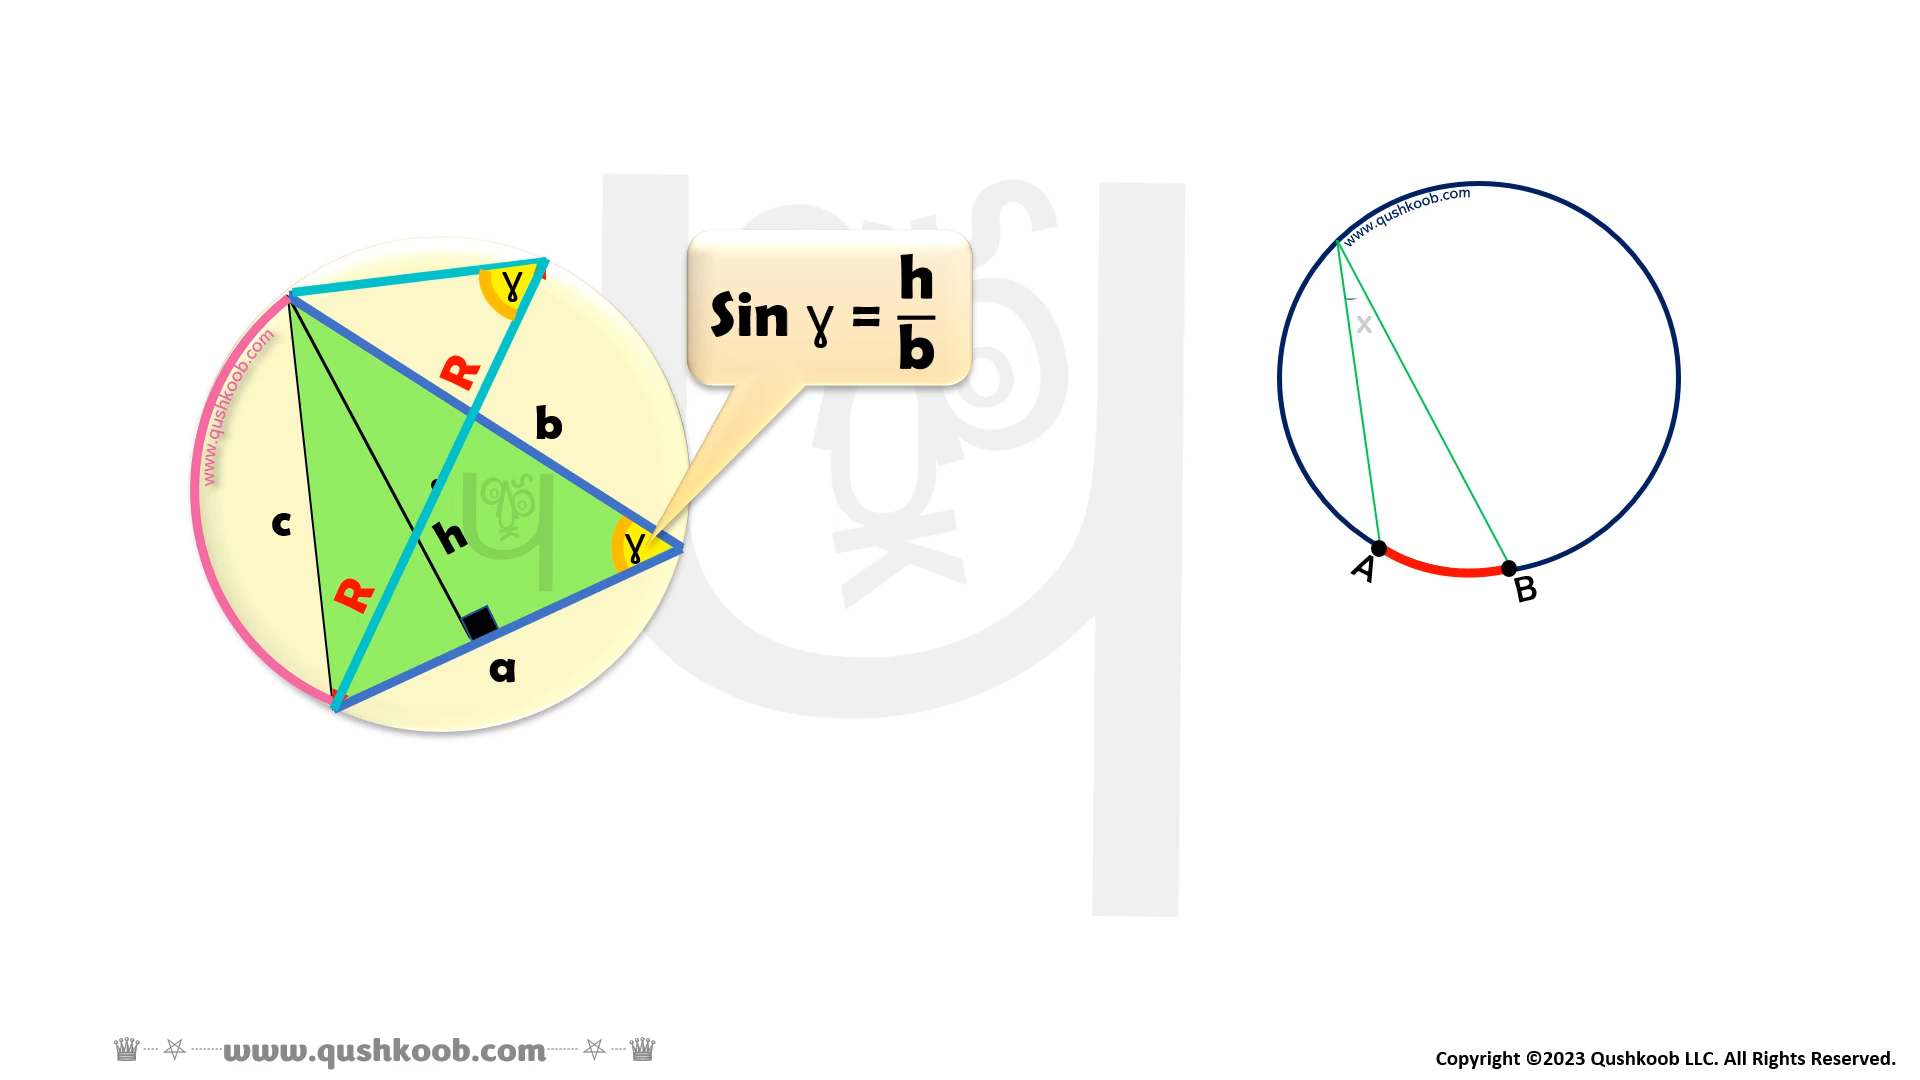 www.qushkoob.com
γ
R
b
c
h
γ
R
a
Sin γ = h/b
www.qushkoob.com
x
A
B
www.qushkoob.com
Copyright ©2023 Qushkoob LLC. All Rights Reserved.